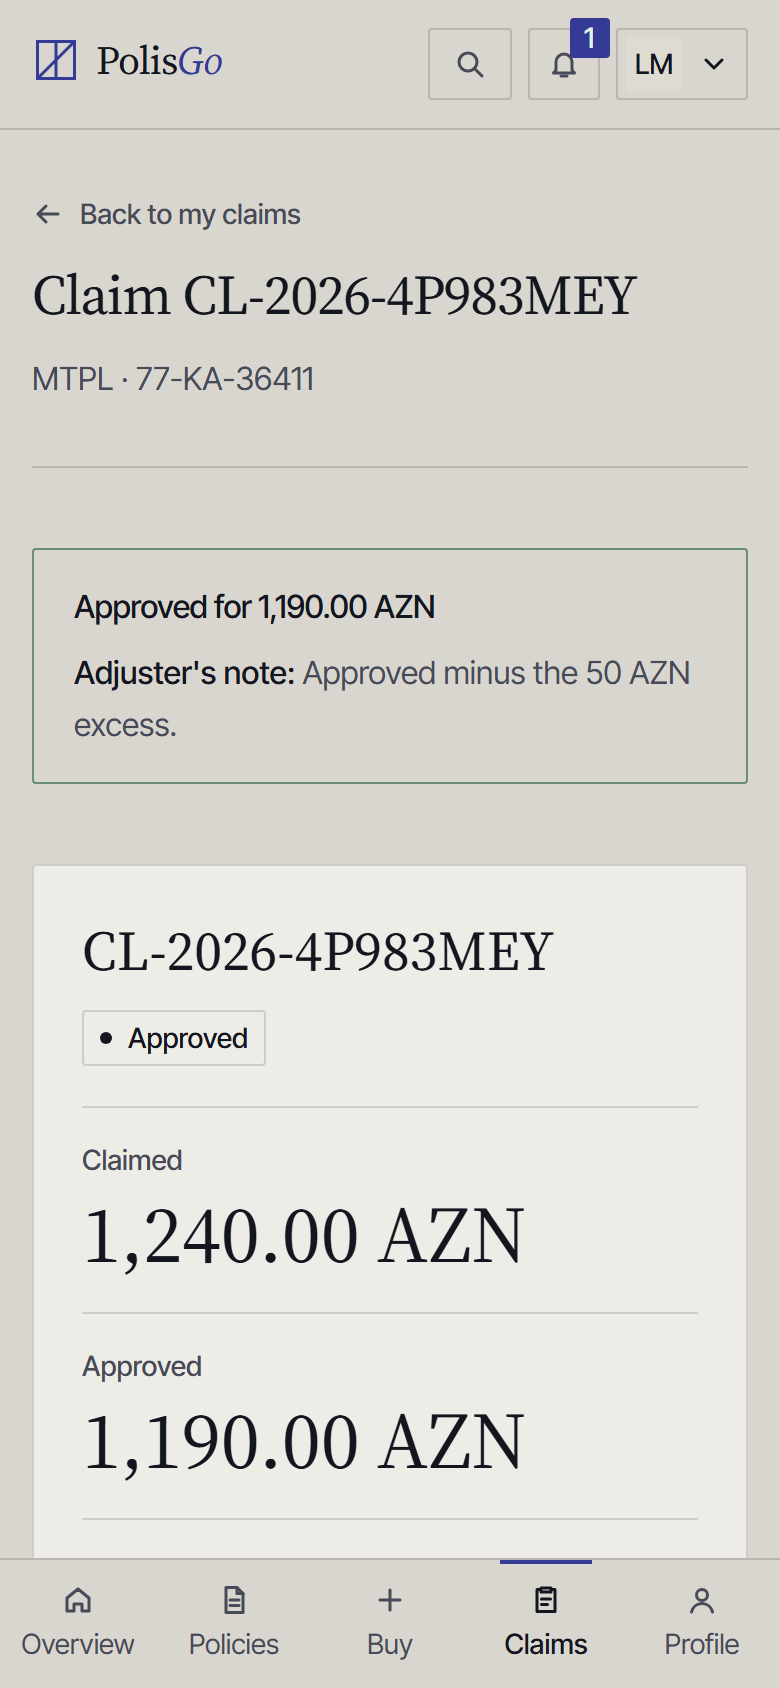 PolisGo
1
LM
Back to my claims
Claim CL-2026-4P983MEY
MTPL · 77-KA-36411
Approved for 1,190.00 AZN
Adjuster's note: Approved minus the 50 AZN
excess.
CL-2026-4P983MEY
Approved
Claimed
1,240.00 AZN
Approved
1,190.00 AZN
Overview
Policies
Buy
Claims
Profile